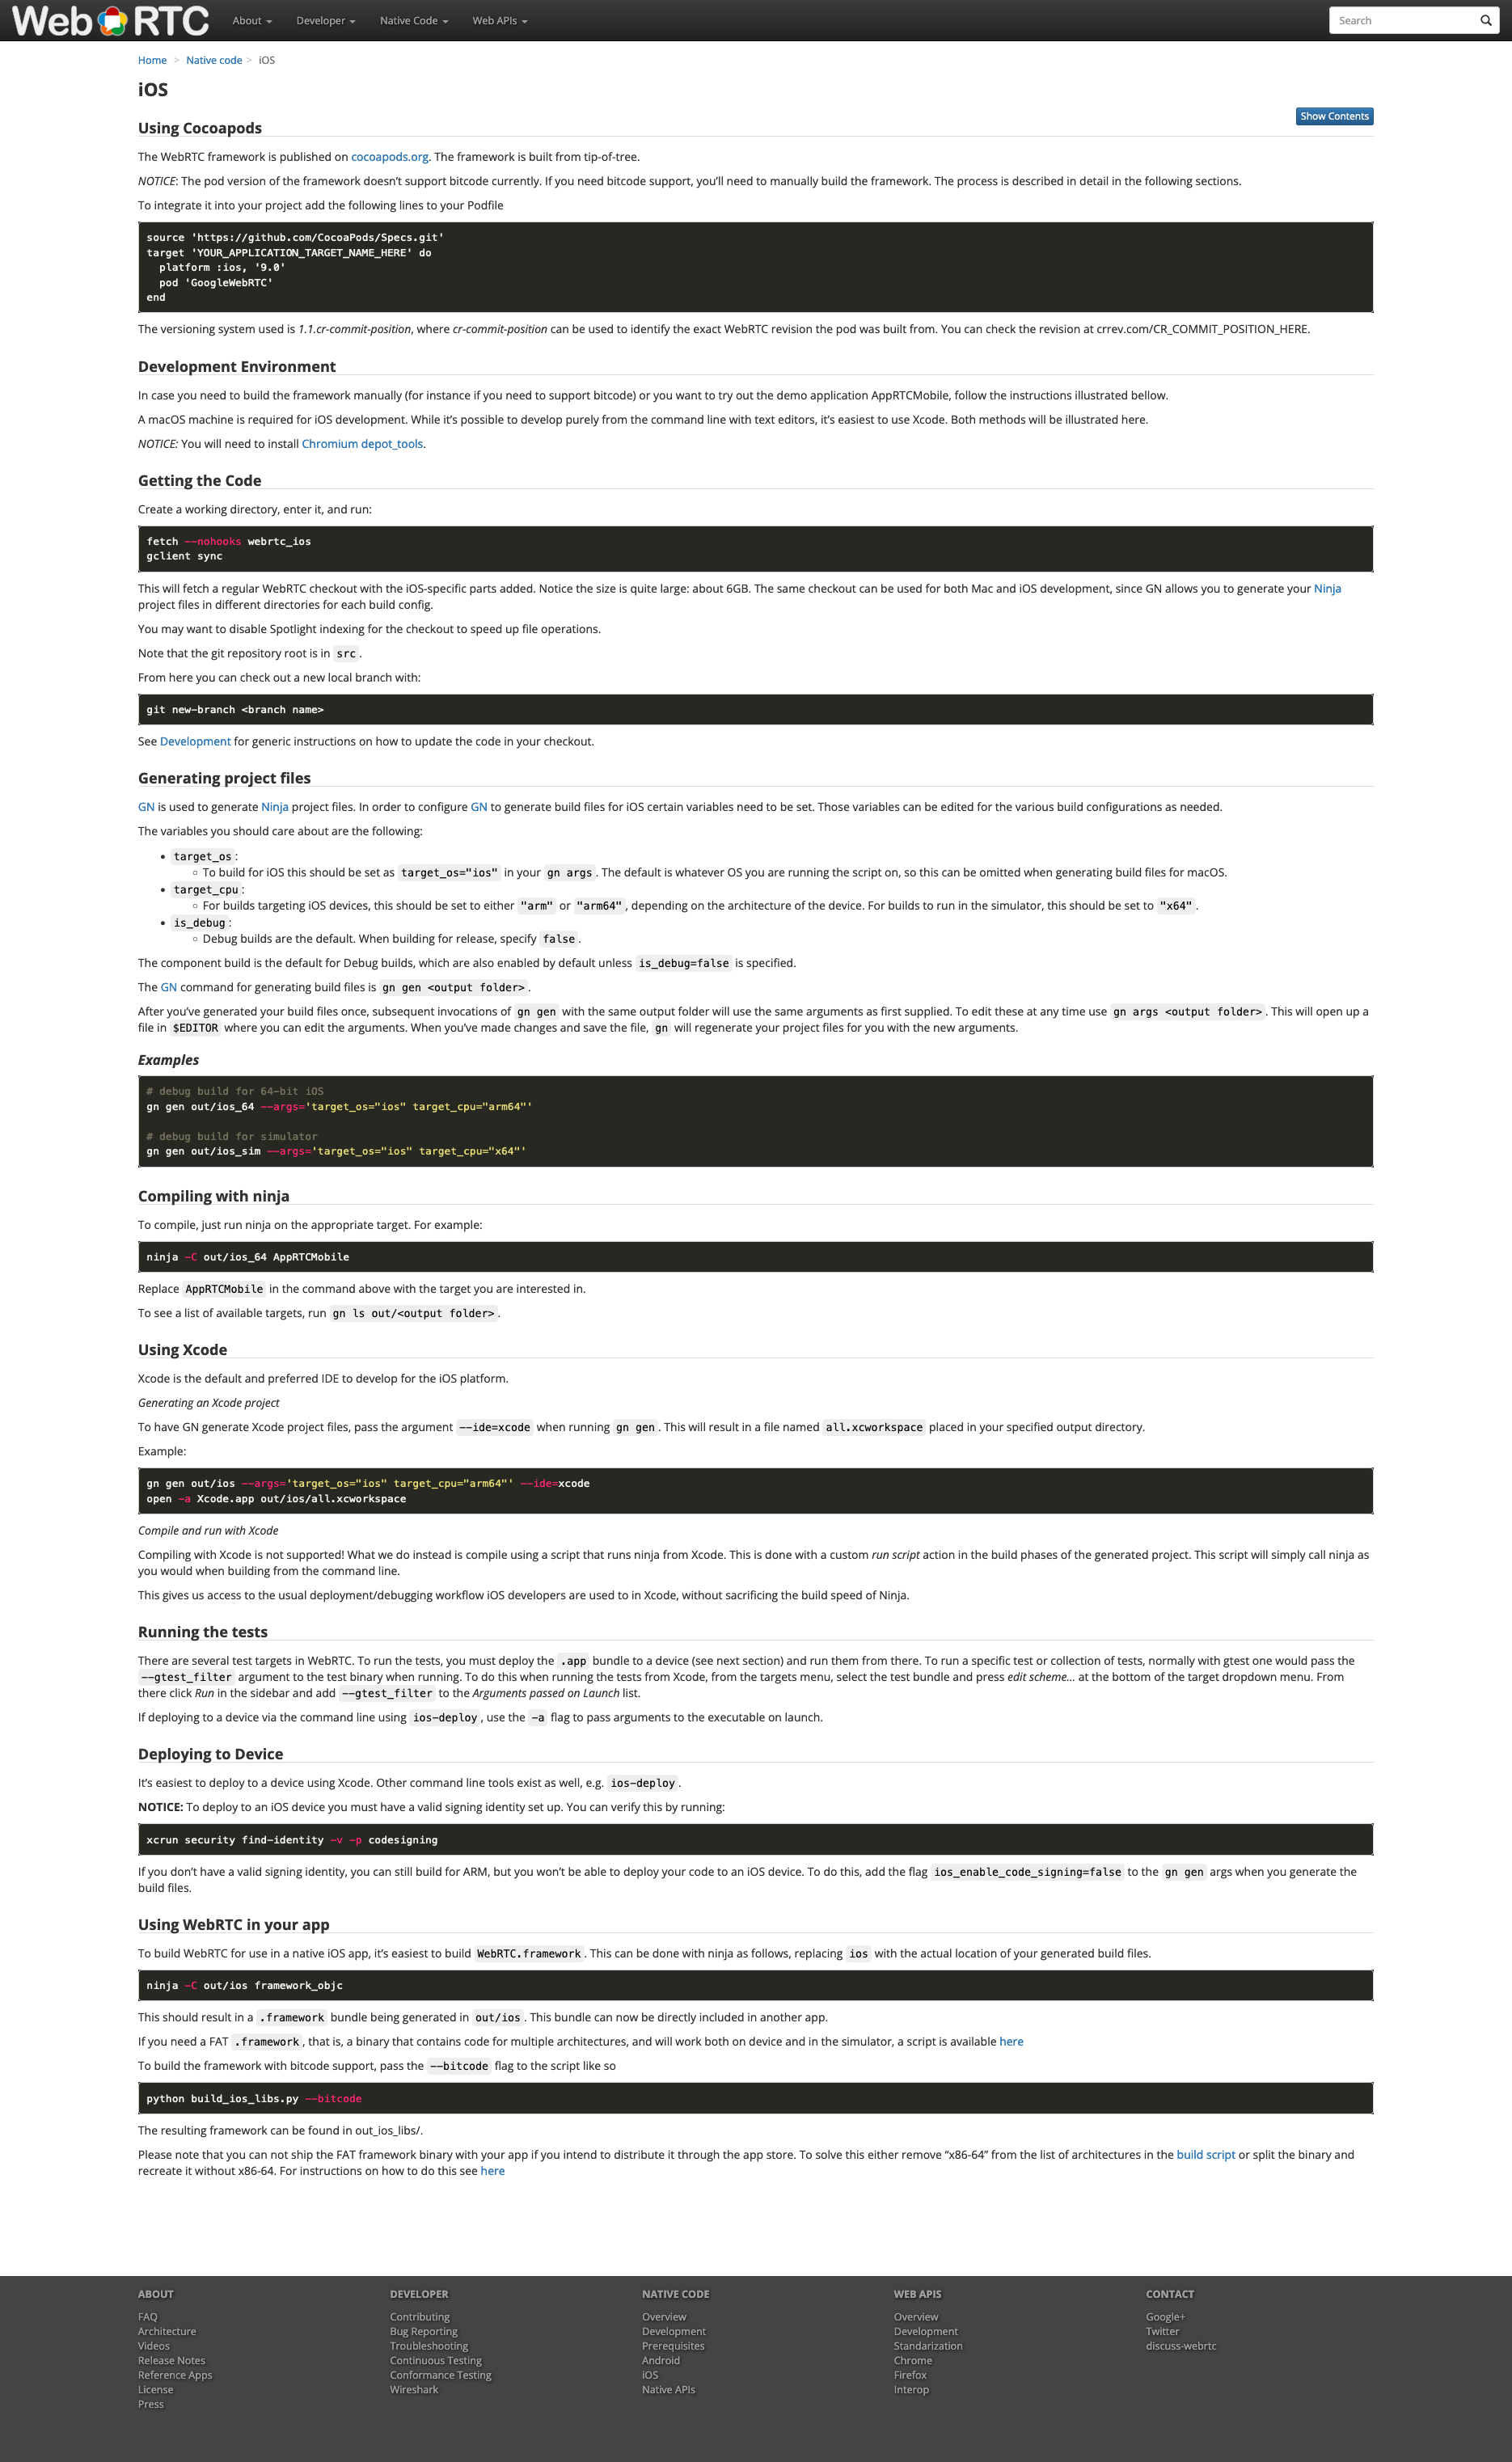 WebRTC
About
Developer
Native Code
Web APIs
Search
Home > Native code > iOS
iOS
Show Contents
Using Cocoapods
The WebRTC framework is published on cocoapods.org. The framework is built from tip-of-tree.
NOTICE: The pod version of the framework doesn’t support bitcode currently. If you need bitcode support, you’ll need to manually build the framework. The process is described in detail in the following sections.
To integrate it into your project add the following lines to your Podfile
source 'https://github.com/CocoaPods/Specs.git'
target 'YOUR_APPLICATION_TARGET_NAME_HERE' do
  platform :ios, '9.0'
  pod 'GoogleWebRTC'
end
The versioning system used is 1.1.cr-commit-position, where cr-commit-position can be used to identify the exact WebRTC revision the pod was built from. You can check the revision at crrev.com/CR_COMMIT_POSITION_HERE.
Development Environment
In case you need to build the framework manually (for instance if you need to support bitcode) or you want to try out the demo application AppRTCMobile, follow the instructions illustrated bellow.
A macOS machine is required for iOS development. While it’s possible to develop purely from the command line with text editors, it’s easiest to use Xcode. Both methods will be illustrated here.
NOTICE: You will need to install Chromium depot_tools.
Getting the Code
Create a working directory, enter it, and run:
fetch --nohooks webrtc_ios
gclient sync
This will fetch a regular WebRTC checkout with the iOS-specific parts added. Notice the size is quite large: about 6GB. The same checkout can be used for both Mac and iOS development, since GN allows you to generate your Ninja
project files in different directories for each build config.
You may want to disable Spotlight indexing for the checkout to speed up file operations.
Note that the git repository root is in src.
From here you can check out a new local branch with:
git new-branch <branch name>
See Development for generic instructions on how to update the code in your checkout.
Generating project files
GN is used to generate Ninja project files. In order to configure GN to generate build files for iOS certain variables need to be set. Those variables can be edited for the various build configurations as needed.
The variables you should care about are the following:
• target_os:
◦ To build for iOS this should be set as target_os="ios" in your gn args. The default is whatever OS you are running the script on, so this can be omitted when generating build files for macOS.
• target_cpu:
◦ For builds targeting iOS devices, this should be set to either "arm" or "arm64", depending on the architecture of the device. For builds to run in the simulator, this should be set to "x64".
• is_debug:
◦ Debug builds are the default. When building for release, specify false.
The component build is the default for Debug builds, which are also enabled by default unless is_debug=false is specified.
The GN command for generating build files is gn gen <output folder>.
After you’ve generated your build files once, subsequent invocations of gn gen with the same output folder will use the same arguments as first supplied. To edit these at any time use gn args <output folder>. This will open up a
file in $EDITOR where you can edit the arguments. When you’ve made changes and save the file, gn will regenerate your project files for you with the new arguments.
Examples
# debug build for 64-bit iOS
gn gen out/ios_64 --args='target_os="ios" target_cpu="arm64"'
# debug build for simulator
gn gen out/ios_sim --args='target_os="ios" target_cpu="x64"'
Compiling with ninja
To compile, just run ninja on the appropriate target. For example:
ninja -C out/ios_64 AppRTCMobile
Replace AppRTCMobile in the command above with the target you are interested in.
To see a list of available targets, run gn ls out/<output folder>.
Using Xcode
Xcode is the default and preferred IDE to develop for the iOS platform.
Generating an Xcode project
To have GN generate Xcode project files, pass the argument --ide=xcode when running gn gen. This will result in a file named all.xcworkspace placed in your specified output directory.
Example:
gn gen out/ios --args='target_os="ios" target_cpu="arm64"' --ide=xcode
open -a Xcode.app out/ios/all.xcworkspace
Compile and run with Xcode
Compiling with Xcode is not supported! What we do instead is compile using a script that runs ninja from Xcode. This is done with a custom run script action in the build phases of the generated project. This script will simply call ninja as
you would when building from the command line.
This gives us access to the usual deployment/debugging workflow iOS developers are used to in Xcode, without sacrificing the build speed of Ninja.
Running the tests
There are several test targets in WebRTC. To run the tests, you must deploy the .app bundle to a device (see next section) and run them from there. To run a specific test or collection of tests, normally with gtest one would pass the
--gtest_filter argument to the test binary when running. To do this when running the tests from Xcode, from the targets menu, select the test bundle and press edit scheme... at the bottom of the target dropdown menu. From
there click Run in the sidebar and add --gtest_filter to the Arguments passed on Launch list.
If deploying to a device via the command line using ios-deploy, use the -a flag to pass arguments to the executable on launch.
Deploying to Device
It’s easiest to deploy to a device using Xcode. Other command line tools exist as well, e.g. ios-deploy.
NOTICE: To deploy to an iOS device you must have a valid signing identity set up. You can verify this by running:
xcrun security find-identity -v -p codesigning
If you don’t have a valid signing identity, you can still build for ARM, but you won’t be able to deploy your code to an iOS device. To do this, add the flag ios_enable_code_signing=false to the gn gen args when you generate the
build files.
Using WebRTC in your app
To build WebRTC for use in a native iOS app, it’s easiest to build WebRTC.framework. This can be done with ninja as follows, replacing ios with the actual location of your generated build files.
ninja -C out/ios framework_objc
This should result in a .framework bundle being generated in out/ios. This bundle can now be directly included in another app.
If you need a FAT .framework, that is, a binary that contains code for multiple architectures, and will work both on device and in the simulator, a script is available here
To build the framework with bitcode support, pass the --bitcode flag to the script like so
python build_ios_libs.py --bitcode
The resulting framework can be found in out_ios_libs/.
Please note that you can not ship the FAT framework binary with your app if you intend to distribute it through the app store. To solve this either remove “x86-64” from the list of architectures in the build script or split the binary and
recreate it without x86-64. For instructions on how to do this see here
ABOUT
FAQ
Architecture
Videos
Release Notes
Reference Apps
License
Press
DEVELOPER
Contributing
Bug Reporting
Troubleshooting
Continuous Testing
Conformance Testing
Wireshark
NATIVE CODE
Overview
Development
Prerequisites
Android
iOS
Native APIs
WEB APIS
Overview
Development
Standarization
Chrome
Firefox
Interop
CONTACT
Google+
Twitter
discuss-webrtc